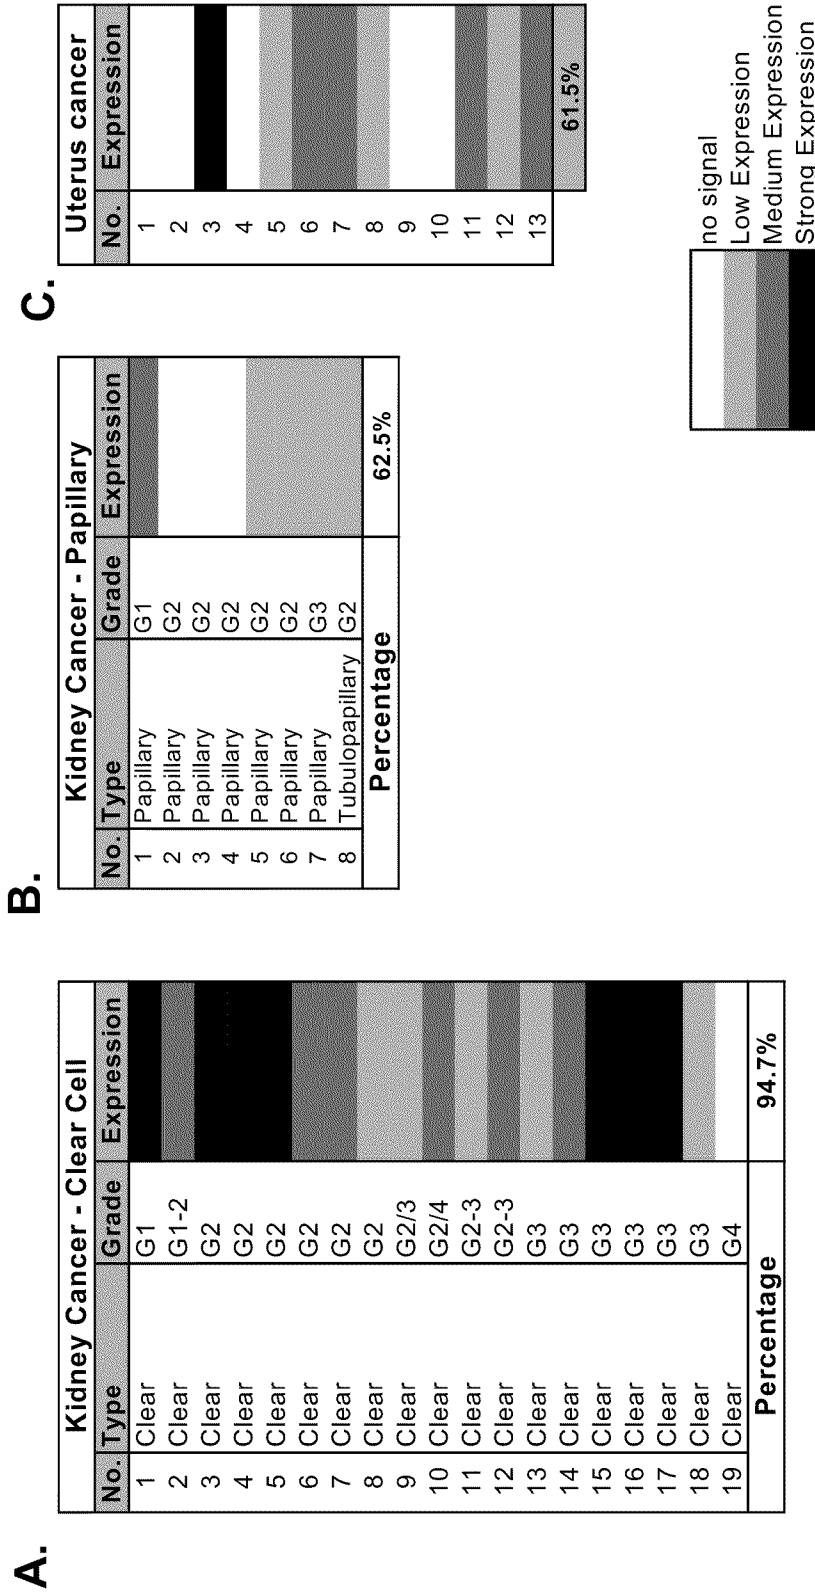 A.
Kidney Cancer - Clear Cell
No. Type Grade Expression
1 Clear G1
2 Clear G1-2
3 Clear G2
4 Clear G2
5 Clear G2
6 Clear G2
7 Clear G2
8 Clear G2
9 Clear G2/3
10 Clear G2/4
11 Clear G2-3
12 Clear G2-3
13 Clear G3
14 Clear G3
15 Clear G3
16 Clear G3
17 Clear G3
18 Clear G3
19 Clear G4
Percentage 94.7%
B.
Kidney Cancer - Papillary
No. Type Grade Expression
1 Papillary G1
2 Papillary G2
3 Papillary G2
4 Papillary G2
5 Papillary G2
6 Papillary G2
7 Papillary G3
8 Tubulopapillary G2
Percentage 62.5%
C.
Uterus cancer
No. Expression
1
2
3
4
5
6
7
8
9
10
11
12
13
61.5%
no signal
Low Expression
Medium Expression
Strong Expression